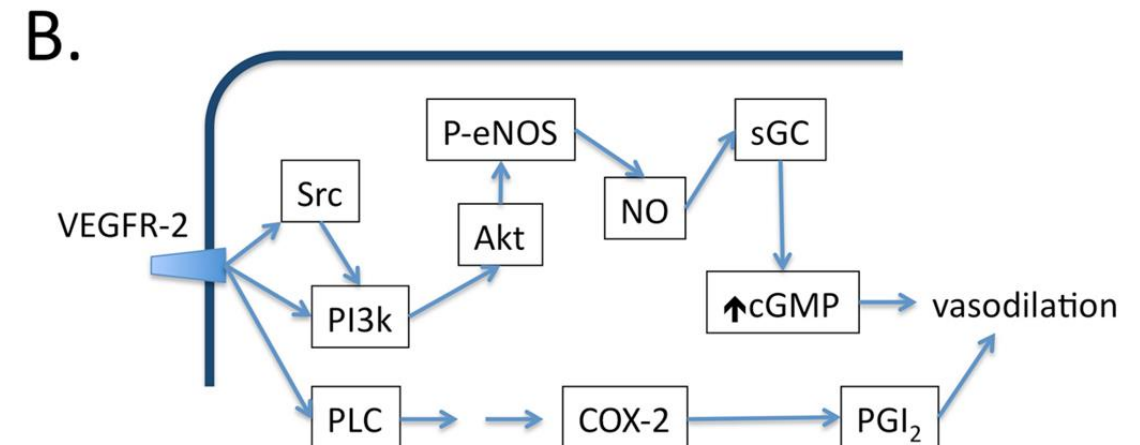 B.
P-eNOS
sGC
Src
NO
VEGFR-2
Akt
PI3k
↑cGMP
vasodilation
PLC
COX-2
PGI₂